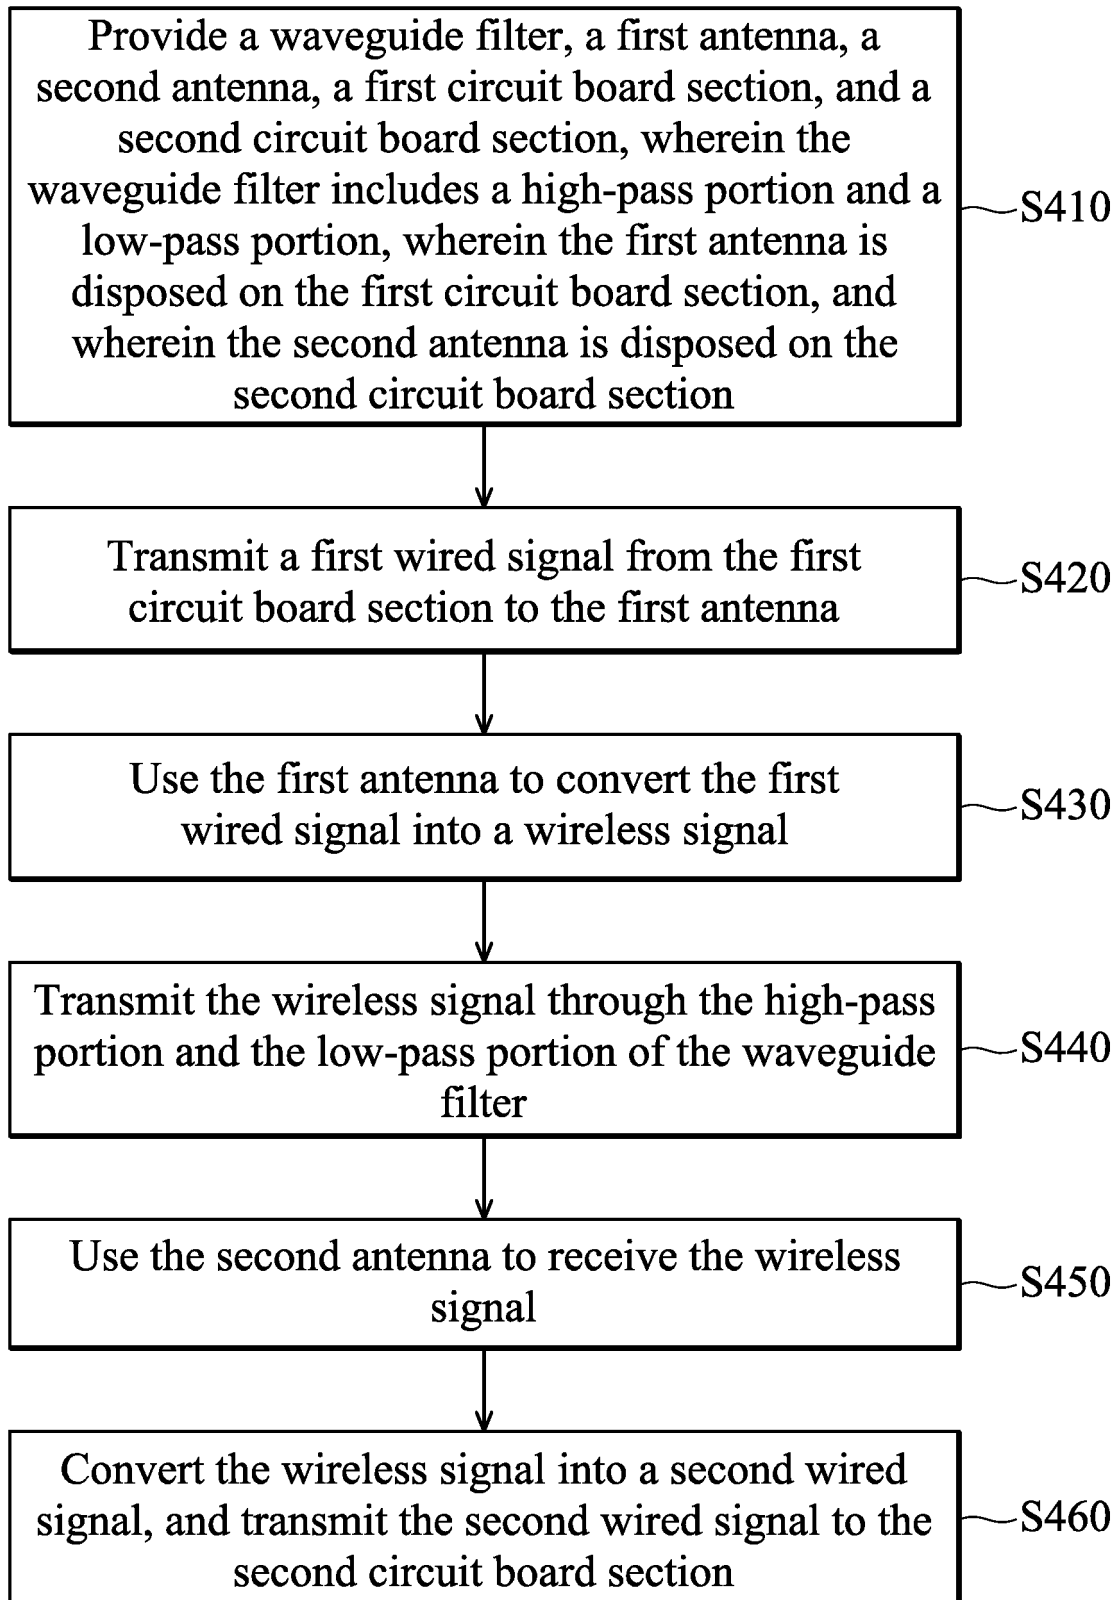 Provide a waveguide filter, a first antenna, a
second antenna, a first circuit board section, and a
second circuit board section, wherein the
waveguide filter includes a high-pass portion and a
low-pass portion, wherein the first antenna is
disposed on the first circuit board section, and
wherein the second antenna is disposed on the
second circuit board section
S410
Transmit a first wired signal from the first
circuit board section to the first antenna
S420
Use the first antenna to convert the first
wired signal into a wireless signal
S430
Transmit the wireless signal through the high-pass
portion and the low-pass portion of the waveguide
filter
S440
Use the second antenna to receive the wireless
signal
S450
Convert the wireless signal into a second wired
signal, and transmit the second wired signal to the
second circuit board section
S460